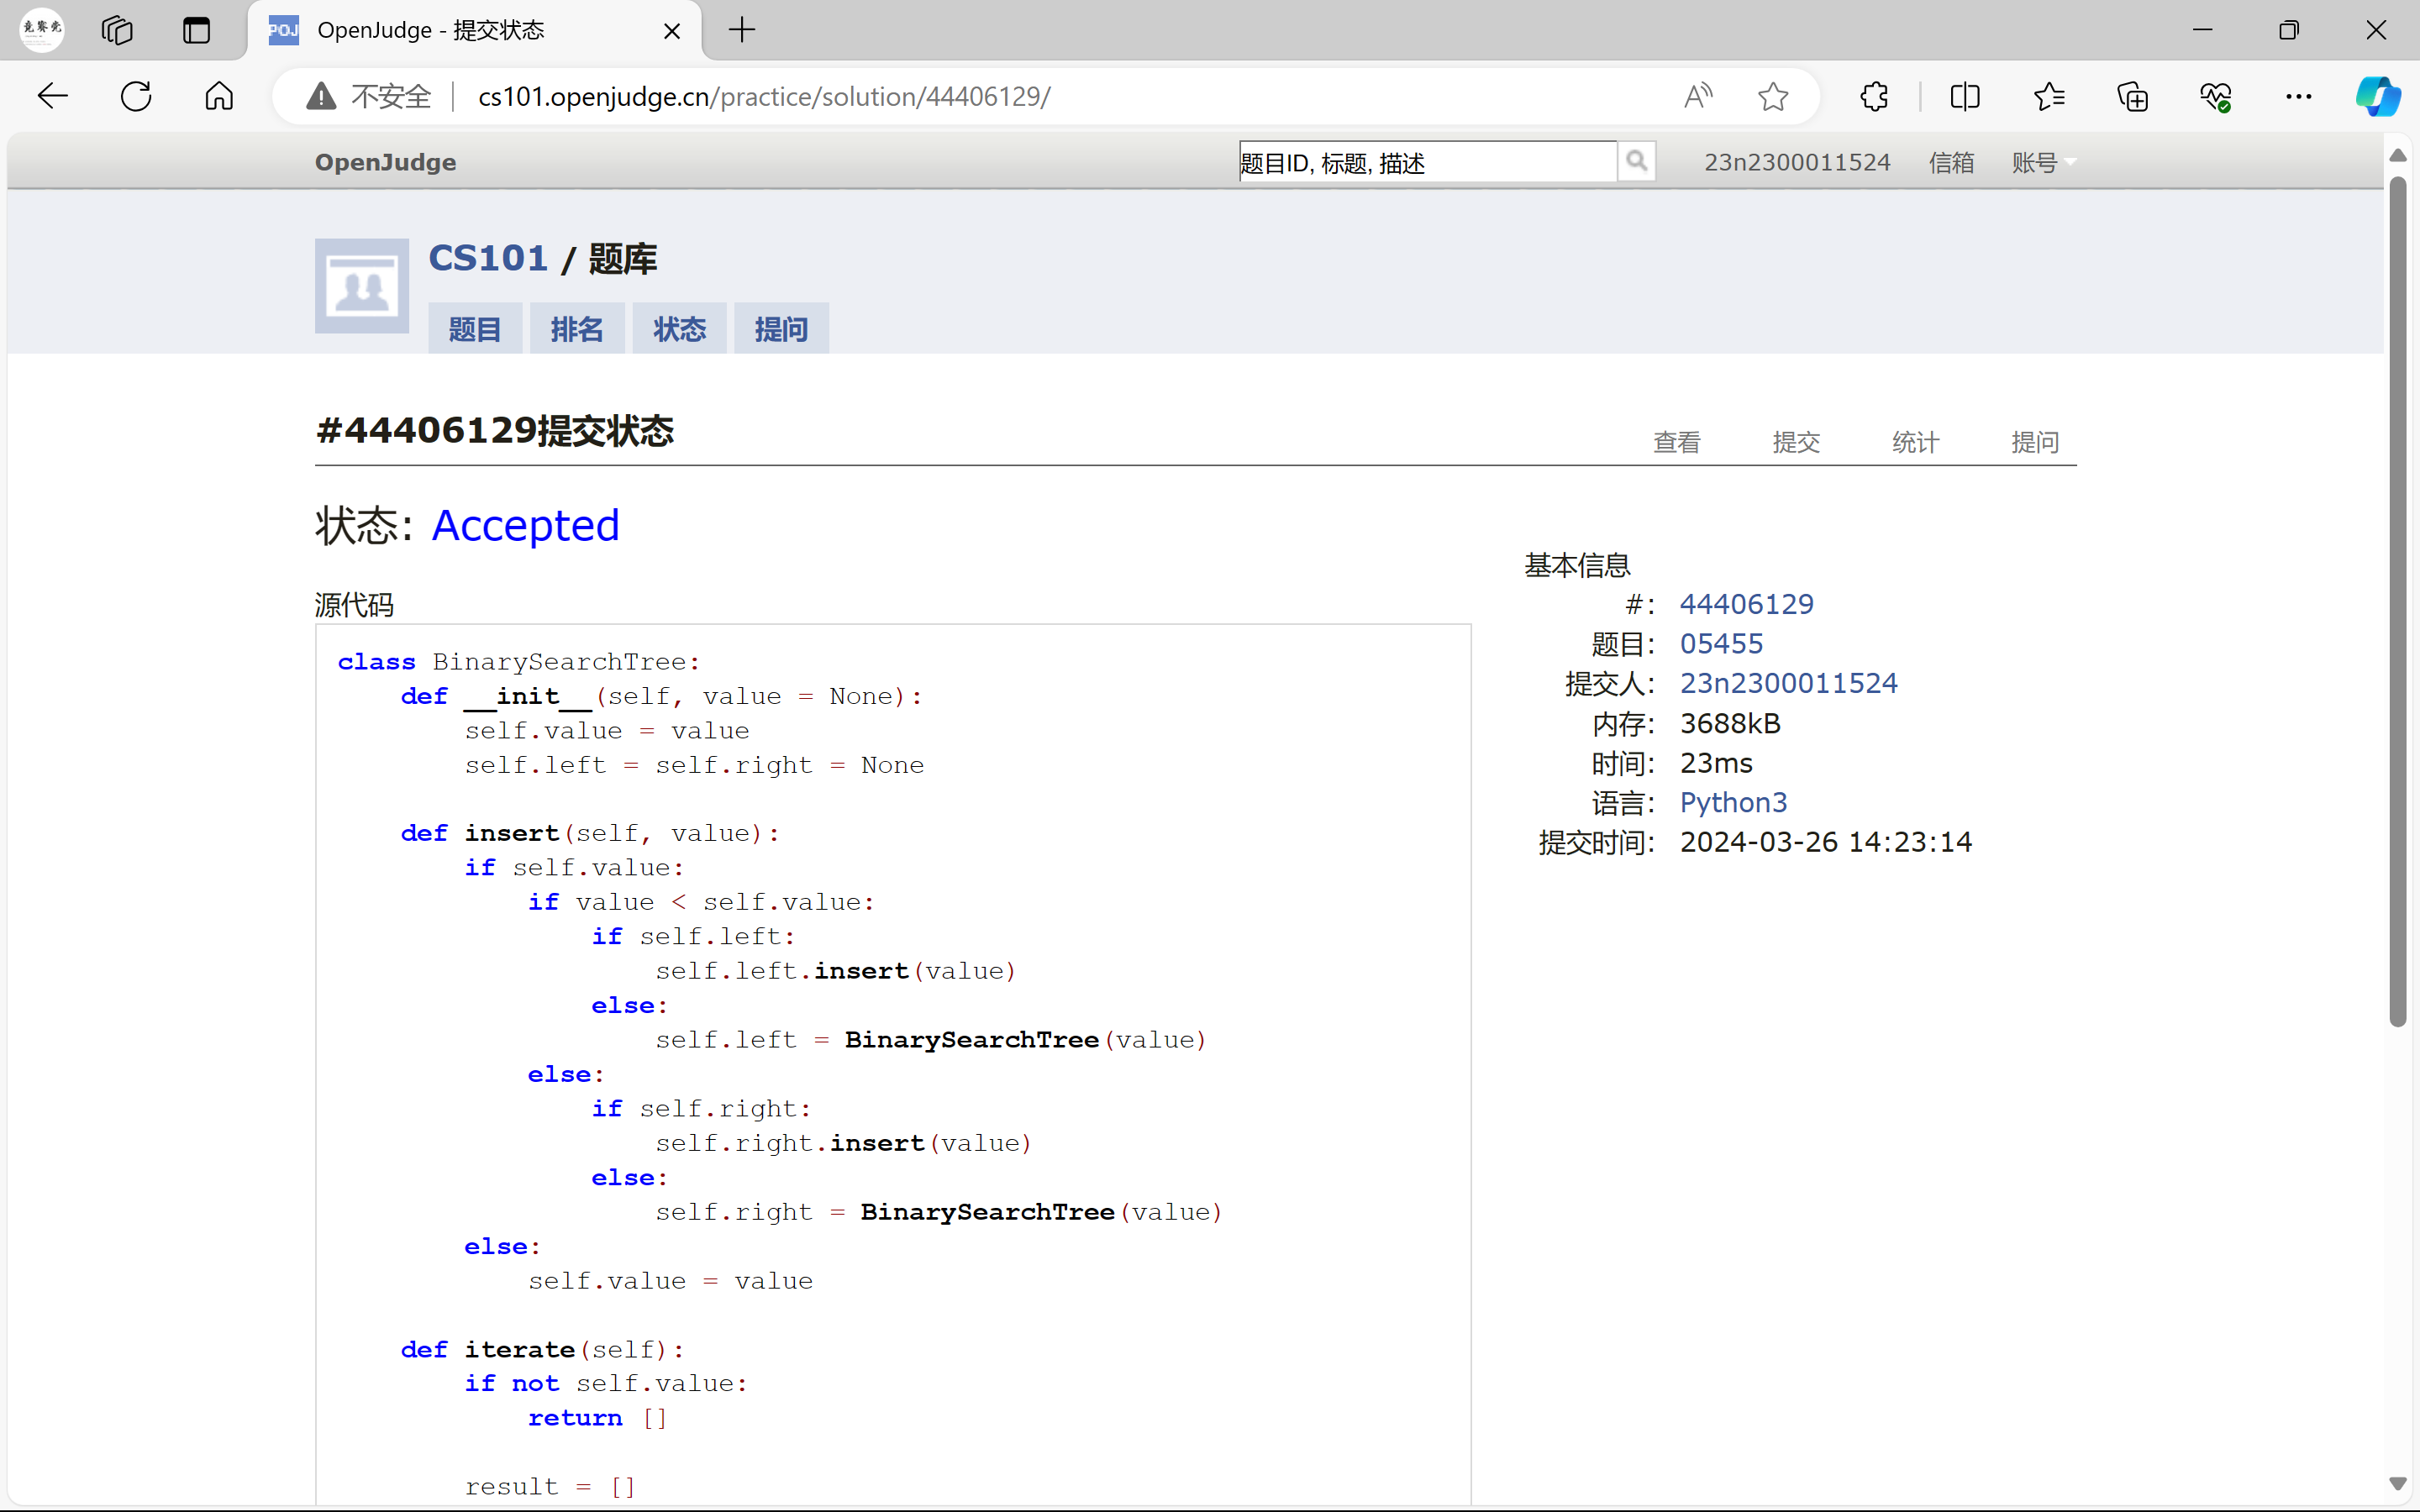 竞赛党
POJ OpenJudge - 提交状态
不安全 cs101.openjudge.cn/practice/solution/44406129/
OpenJudge 题目ID, 标题, 描述 23n2300011524 信箱 账号
CS101 / 题库
题目 排名 状态 提问
#44406129提交状态 查看 提交 统计 提问
状态: Accepted
源代码
class BinarySearchTree:
    def __init__(self, value = None):
        self.value = value
        self.left = self.right = None
    def insert(self, value):
        if self.value:
            if value < self.value:
                if self.left:
                    self.left.insert(value)
                else:
                    self.left = BinarySearchTree(value)
            else:
                if self.right:
                    self.right.insert(value)
                else:
                    self.right = BinarySearchTree(value)
        else:
            self.value = value
    def iterate(self):
        if not self.value:
            return []
        result = []
基本信息
#: 44406129
题目: 05455
提交人: 23n2300011524
内存: 3688kB
时间: 23ms
语言: Python3
提交时间: 2024-03-26 14:23:14